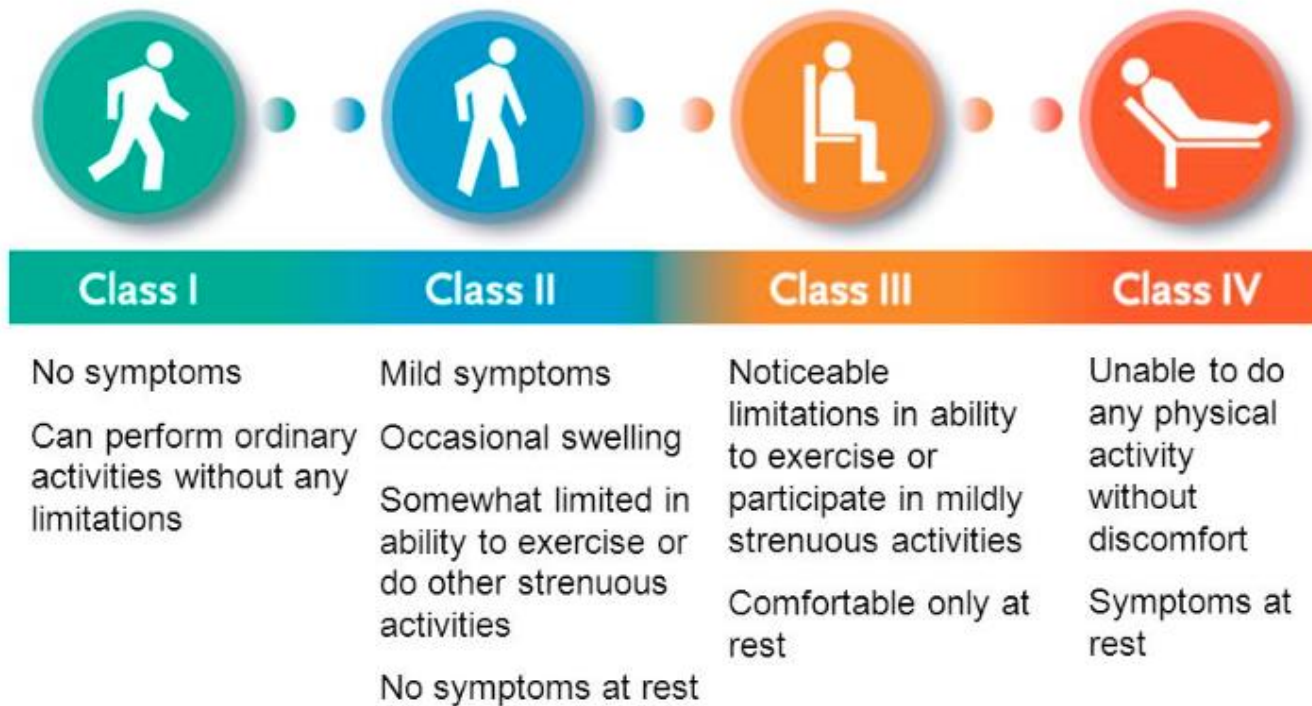 Class I
Class II
Class III
Class IV
No symptoms
Can perform ordinary
activities without any
limitations
Mild symptoms
Occasional swelling
Somewhat limited in
ability to exercise or
do other strenuous
activities
No symptoms at rest
Noticeable
limitations in ability
to exercise or
participate in mildly
strenuous activities
Comfortable only at
rest
Unable to do
any physical
activity
without
discomfort
Symptoms at
rest